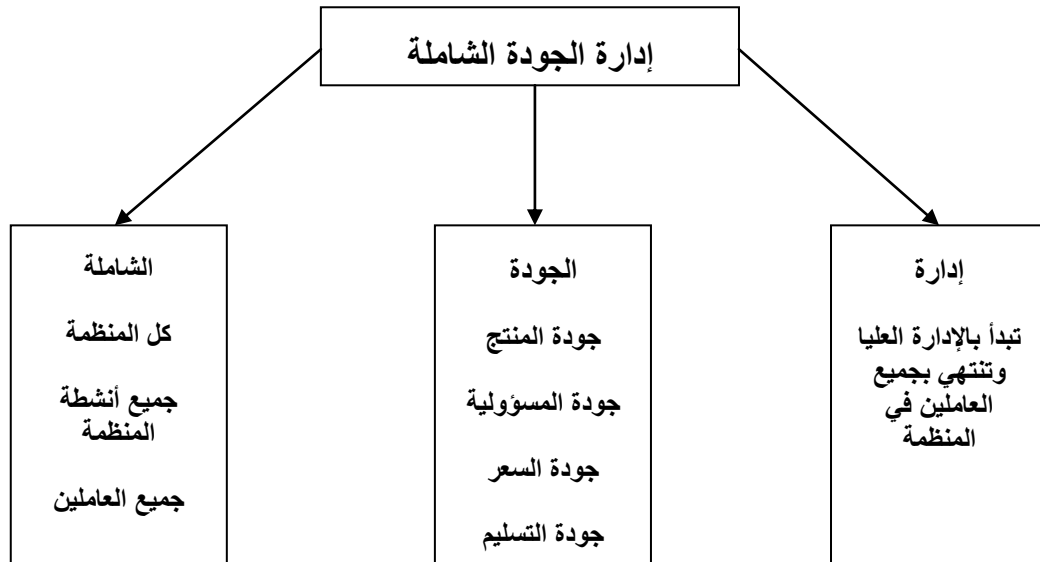 إدارة الجودة الشاملة
إدارة
تبدأ بالإدارة العليا
وتنتهي بجميع
العاملين في
المنظمة
الجودة
جودة المنتج
جودة المسؤولية
جودة السعر
جودة التسليم
الشاملة
كل المنظمة
جميع أنشطة
المنظمة
جميع العاملين